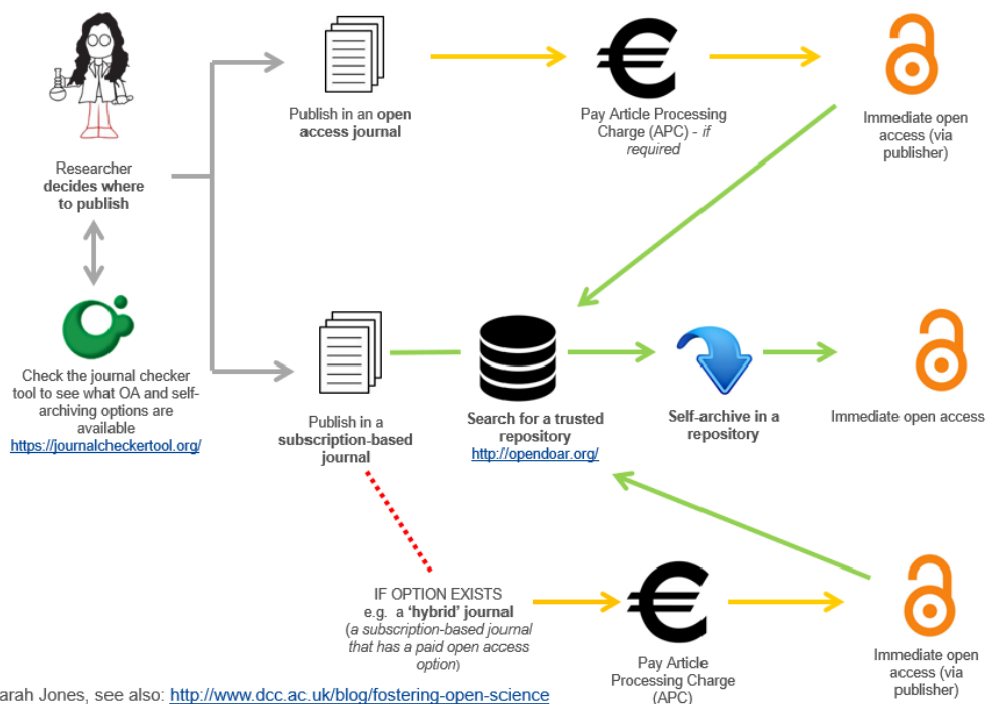 Publish in an open
access journal
Pay Article Processing
Charge (APC) - if
required
Immediate open
access (via
publisher)
Researcher
decides where
to publish
Check the journal checker
tool to see what OA and self-
archiving options are
available
https://journalcheckertool.org/
Publish in a
subscription-based
journal
Search for a trusted
repository
http://opendoar.org/
Self-archive in a
repository
Immediate open access
IF OPTION EXISTS
e.g. a ‘hybrid’ journal
(a subscription-based journal
that has a paid open access
option)
Pay Article
Processing Charge
(APC)
Immediate open
access (via
publisher)
arah Jones, see also: http://www.dcc.ac.uk/blog/fostering-open-science